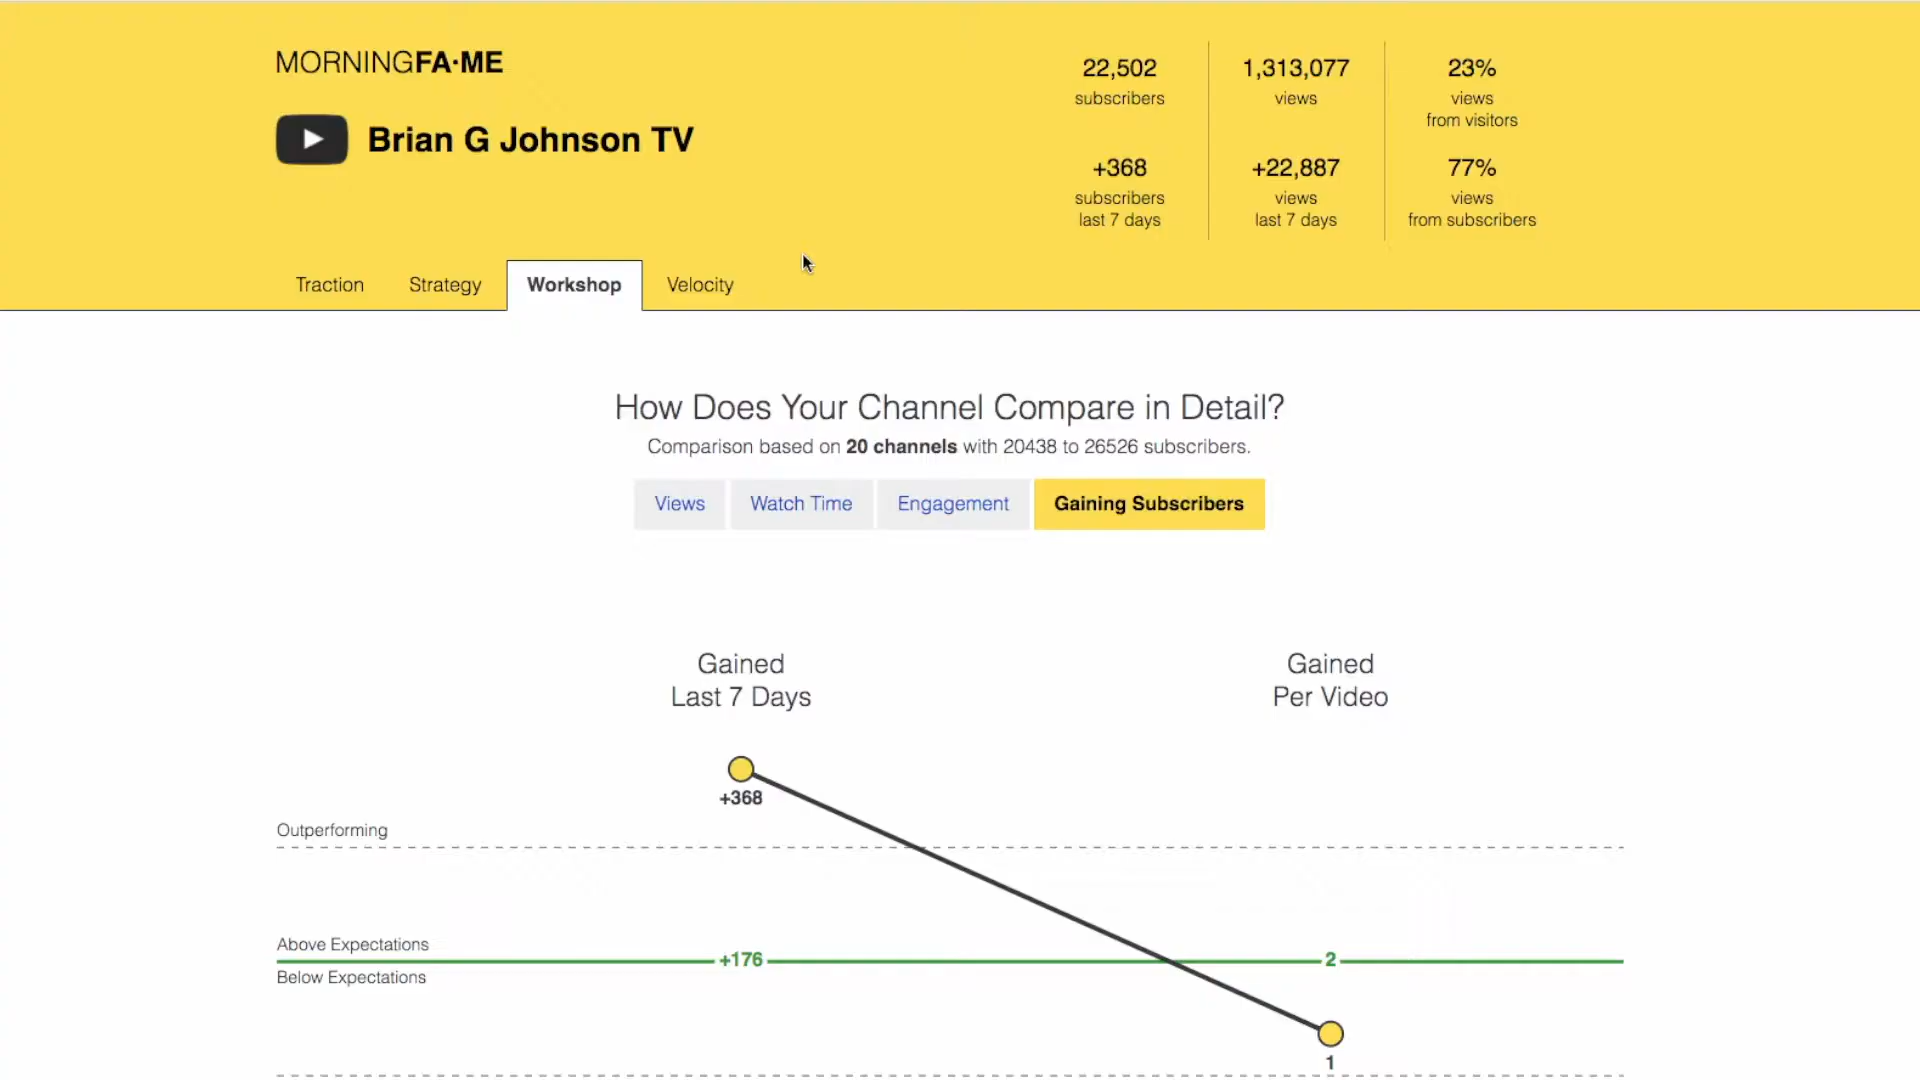 MORNINGFA·ME
Brian G Johnson TV
22,502
subscribers
+368
subscribers
last 7 days
1,313,077
views
+22,887
views
last 7 days
23%
views
from visitors
77%
views
from subscribers
Traction
Strategy
Workshop
Velocity
How Does Your Channel Compare in Detail?
Comparison based on 20 channels with 20438 to 26526 subscribers.
Views
Watch Time
Engagement
Gaining Subscribers
Gained
Last 7 Days
Gained
Per Video
+368
Outperforming
Above Expectations
+176
2
Below Expectations
1